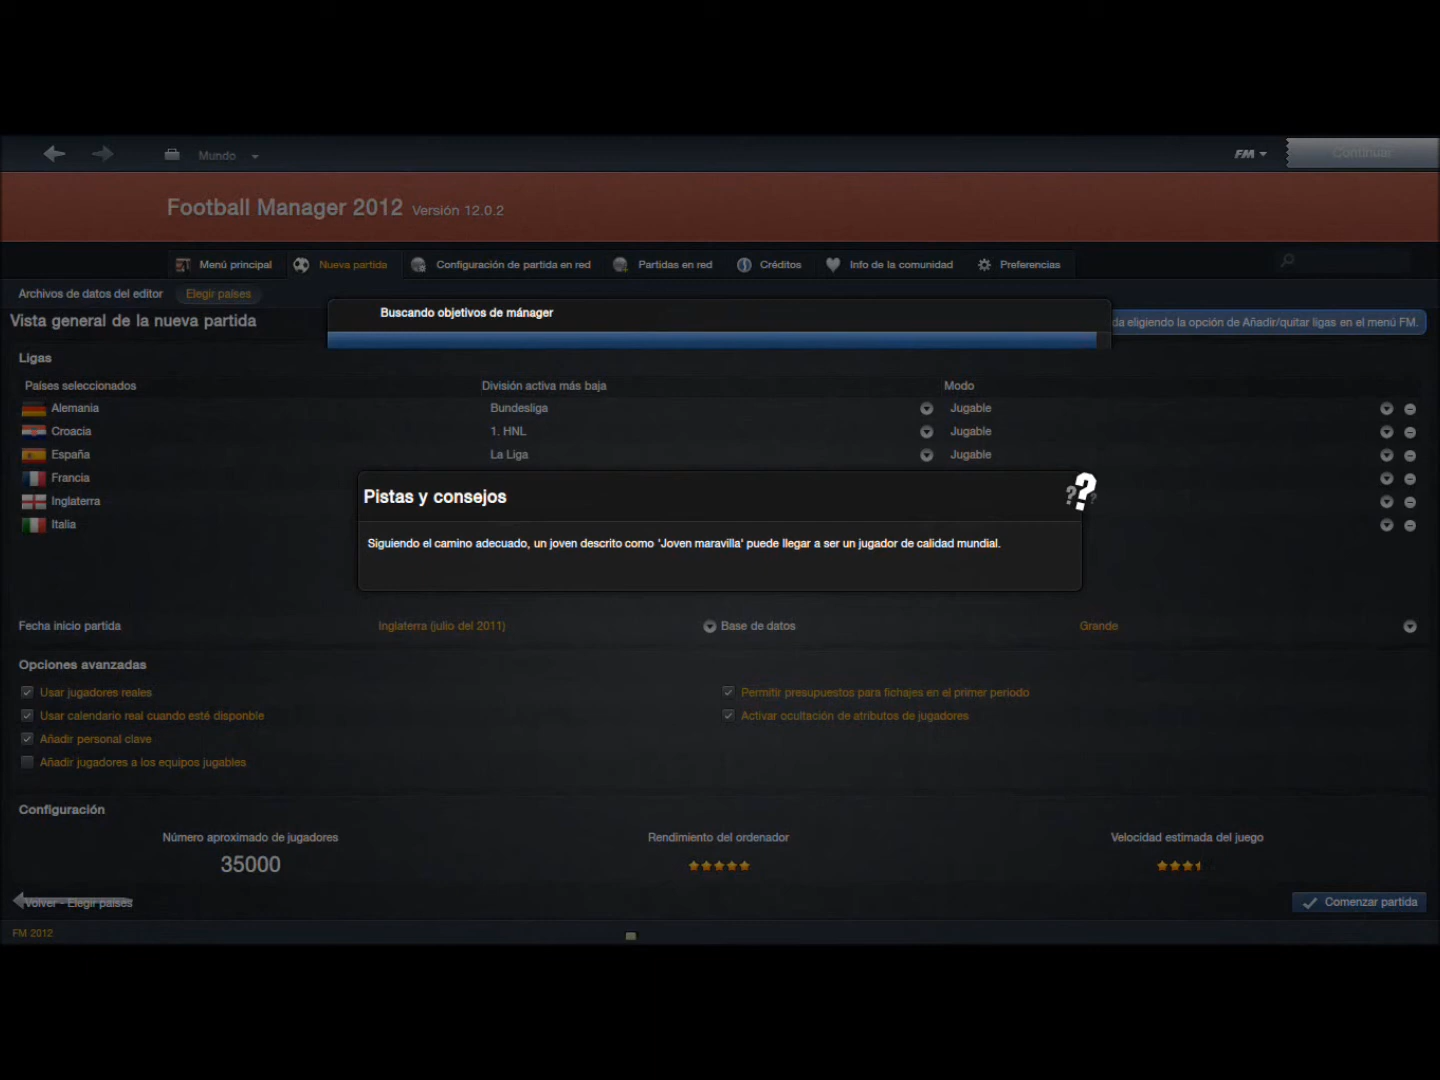 Mundo
FM
Continuar
Football Manager 2012 Versión 12.0.2
Menú principal
Nueva partida
Configuración de partida en red
Partidas en red
Créditos
Info de la comunidad
Preferencias
Archivos de datos del editor
Elegir países
Vista general de la nueva partida
Buscando objetivos de mánager
da eligiendo la opción de Añadir/quitar ligas en el menú FM.
Ligas
Países seleccionados
División activa más baja
Modo
Alemania
Bundesliga
Jugable
Croacia
1. HNL
Jugable
España
La Liga
Jugable
Francia
Inglaterra
Italia
Pistas y consejos
Siguiendo el camino adecuado, un joven descrito como 'Joven maravilla' puede llegar a ser un jugador de calidad mundial.
Fecha inicio partida
Inglaterra (julio del 2011)
Base de datos
Grande
Opciones avanzadas
Usar jugadores reales
Permitir presupuestos para fichajes en el primer periodo
Usar calendario real cuando esté disponble
Activar ocultación de atributos de jugadores
Añadir personal clave
Añadir jugadores a los equipos jugables
Configuración
Número aproximado de jugadores
Rendimiento del ordenador
Velocidad estimada del juego
35000
Volver - Elegir países
Comenzar partida
FM 2012